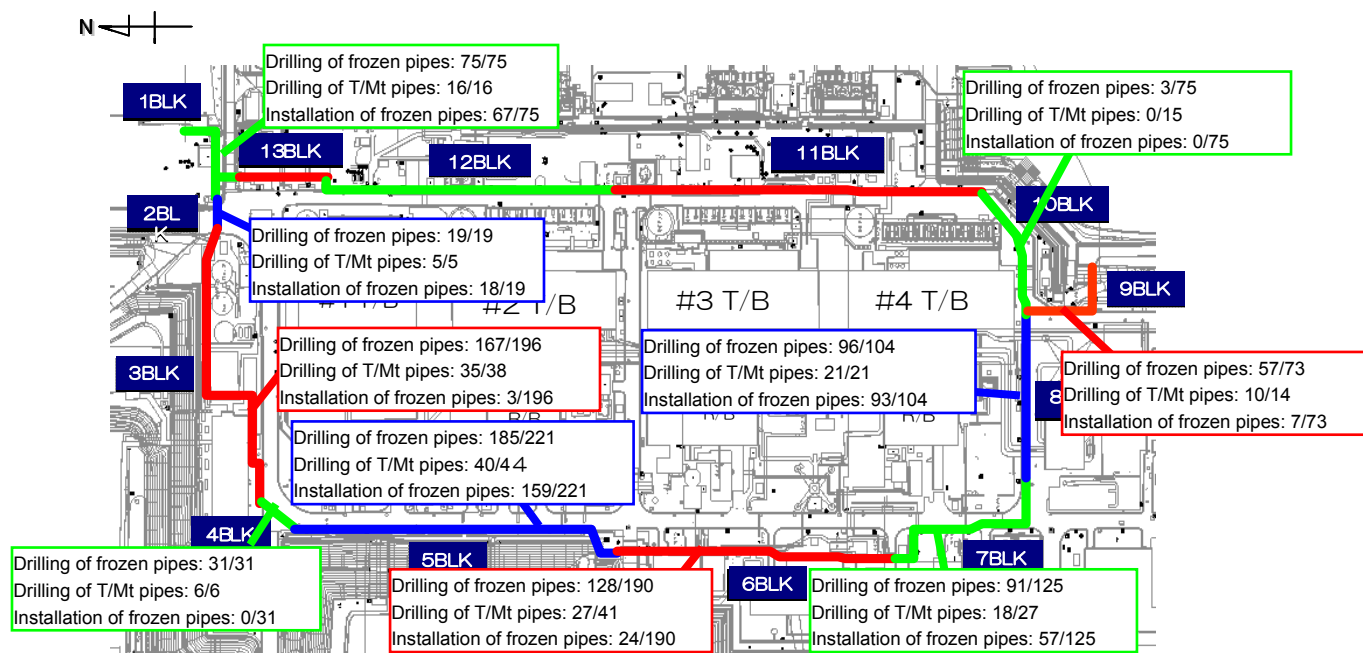 N
Drilling of frozen pipes: 75/75
Drilling of T/Mt pipes: 16/16
Installation of frozen pipes: 67/75
Drilling of frozen pipes: 3/75
Drilling of T/Mt pipes: 0/15
Installation of frozen pipes: 0/75
1BLK
13BLK
12BLK
11BLK
10BLK
2BL
K
Drilling of frozen pipes: 19/19
Drilling of T/Mt pipes: 5/5
Installation of frozen pipes: 18/19
9BLK
#2 T/B
#3 T/B
#4 T/B
3BLK
Drilling of frozen pipes: 167/196
Drilling of T/Mt pipes: 35/38
Installation of frozen pipes: 3/196
Drilling of frozen pipes: 96/104
Drilling of T/Mt pipes: 21/21
Installation of frozen pipes: 93/104
8
Drilling of frozen pipes: 57/73
Drilling of T/Mt pipes: 10/14
Installation of frozen pipes: 7/73
R/B
R/B
R/B
Drilling of frozen pipes: 185/221
Drilling of T/Mt pipes: 40/44
Installation of frozen pipes: 159/221
4BLK
5BLK
6BLK
7BLK
Drilling of frozen pipes: 31/31
Drilling of T/Mt pipes: 6/6
Installation of frozen pipes: 0/31
Drilling of frozen pipes: 128/190
Drilling of T/Mt pipes: 27/41
Installation of frozen pipes: 24/190
Drilling of frozen pipes: 91/125
Drilling of T/Mt pipes: 18/27
Installation of frozen pipes: 57/125